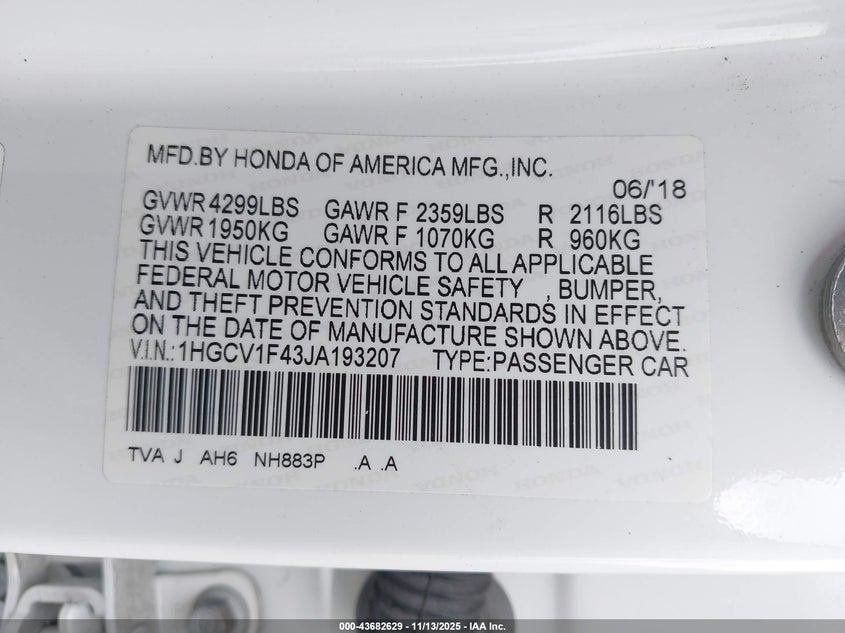 MFD.BY HONDA OF AMERICA MFG.,INC.
06/'18
GVWR 4299LBS GAWR F 2359LBS R 2116LBS
GVWR 1950KG GAWR F 1070KG R 960KG
THIS VEHICLE CONFORMS TO ALL APPLICABLE
FEDERAL MOTOR VEHICLE SAFETY , BUMPER,
AND THEFT PREVENTION STANDARDS IN EFFECT
ON THE DATE OF MANUFACTURE SHOWN ABOVE.
V.I.N.:1HGCV1F43JA193207 TYPE:PASSENGER CAR
TVA J AH6 NH883P .A .A
000-43682629 | 11/13/2025 - IAA Inc.